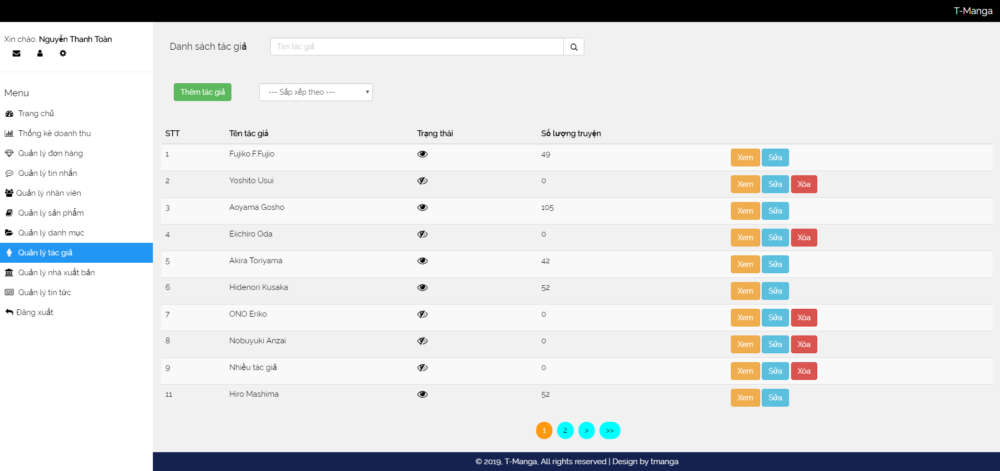 T-Manga
Xin chào, Nguyễn Thanh Toàn
Danh sách tác giả
Tìm tác giả
Thêm tác giả
--- Sắp xếp theo ---
Menu
Trang chủ
Thống kê doanh thu
Quản lý đơn hàng
Quản lý tin nhắn
Quản lý nhân viên
Quản lý sản phẩm
Quản lý danh mục
Quản lý tác giả
Quản lý nhà xuất bản
Quản lý tin tức
Đăng xuất
STT Tên tác giả Trạng thái Số lượng truyện
1 Fujiko.F.Fujio 49 Xem Sửa
2 Yoshito Usui 0 Xem Sửa Xóa
3 Aoyama Gosho 105 Xem Sửa
4 Eiichiro Oda 0 Xem Sửa Xóa
5 Akira Toriyama 42 Xem Sửa
6 Hidenori Kusaka 52 Xem Sửa
7 ONO Eriko 0 Xem Sửa Xóa
8 Nobuyuki Anzai 0 Xem Sửa Xóa
9 Nhiều tác giả 0 Xem Sửa Xóa
11 Hiro Mashima 52 Xem Sửa
1 2 > >>
© 2019, T-Manga, All rights reserved | Design by tmanga